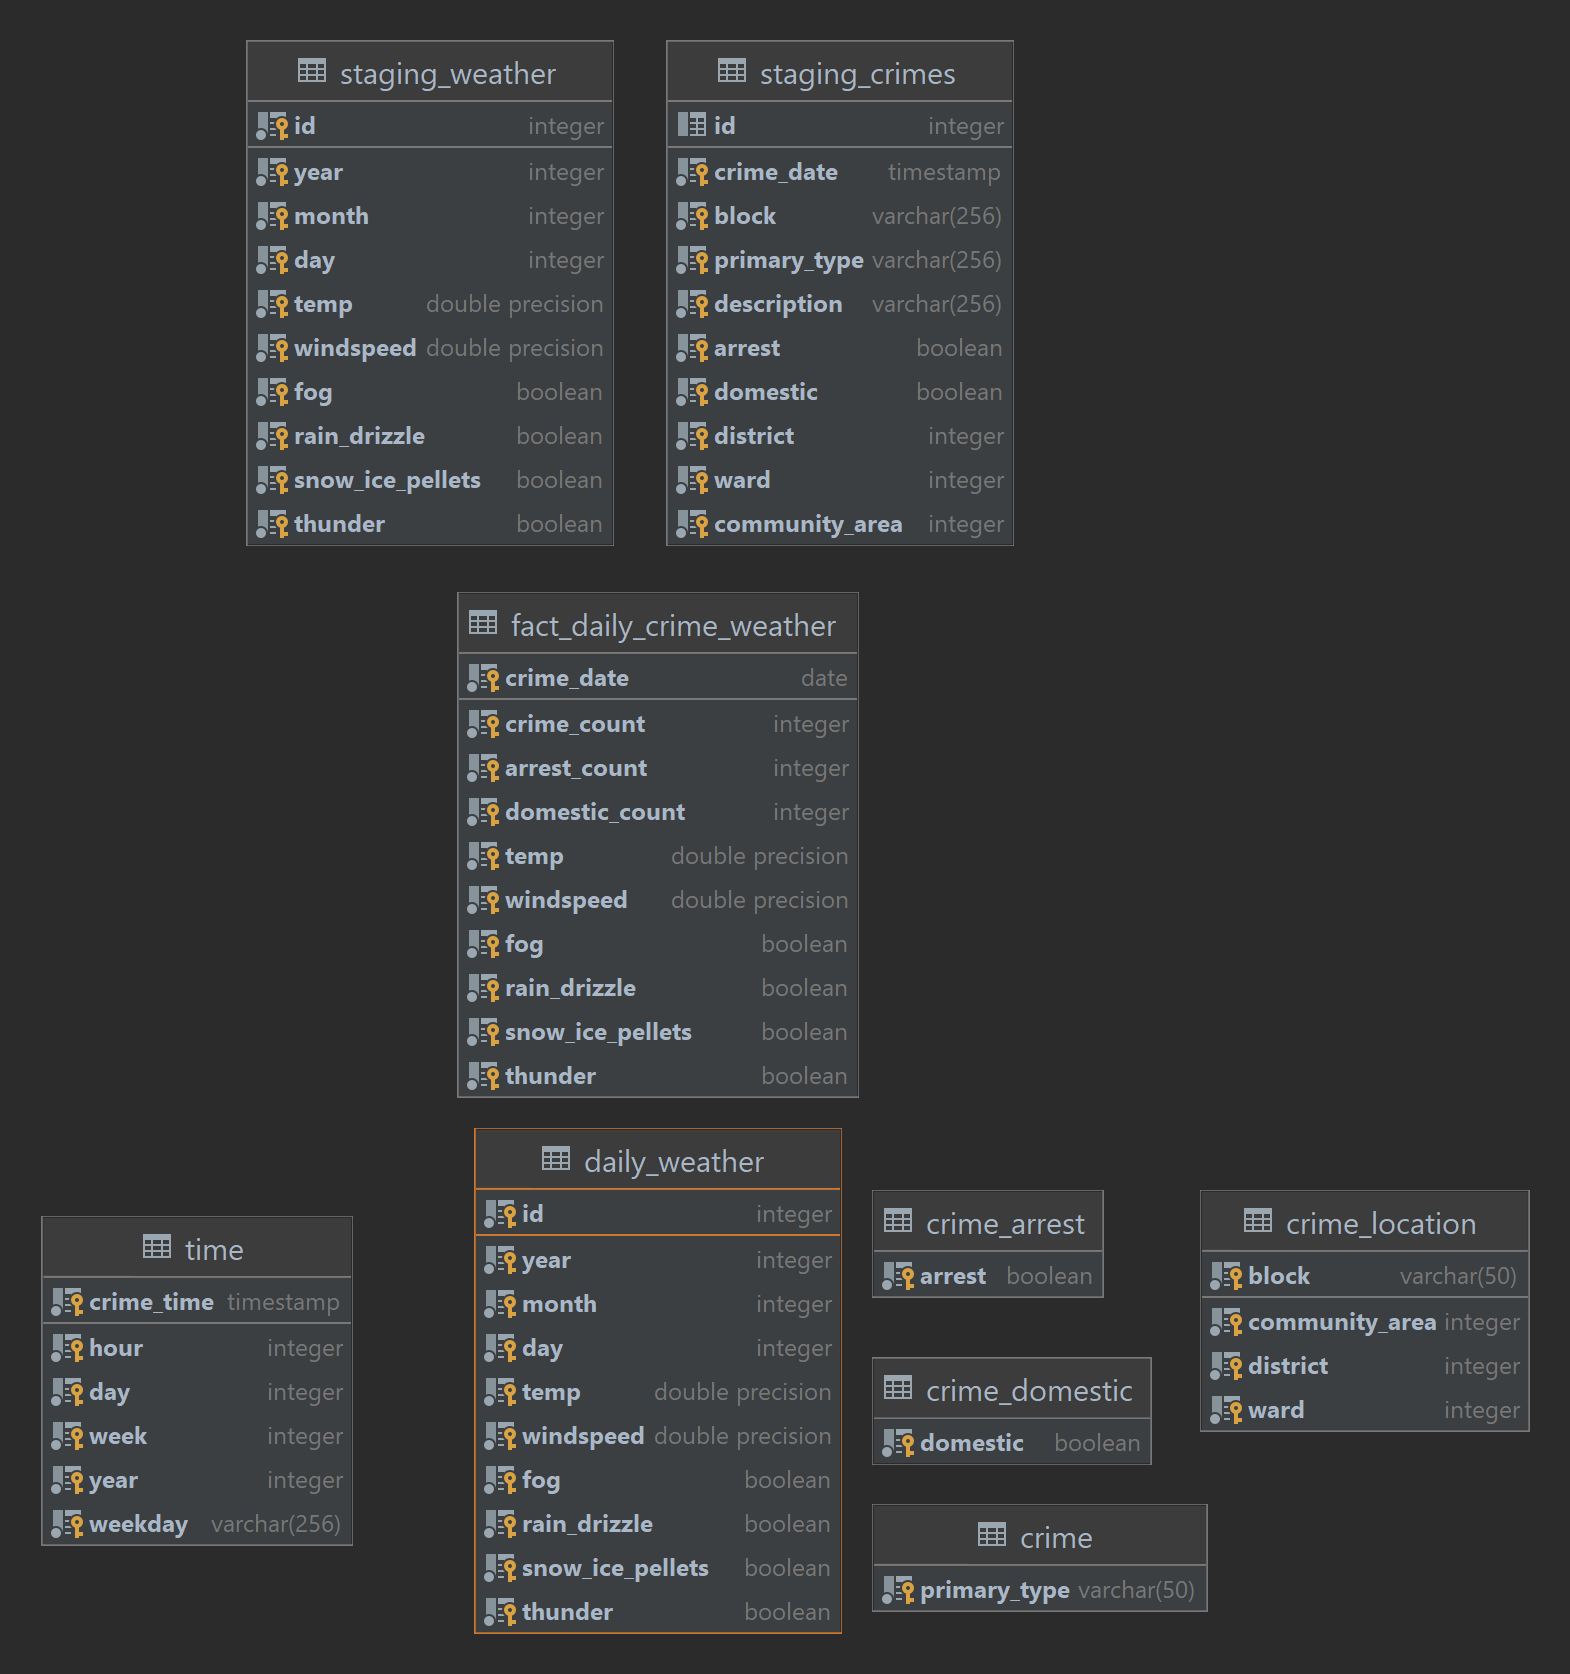 staging_weather
id integer
year integer
month integer
day integer
temp double precision
windspeed double precision
fog boolean
rain_drizzle boolean
snow_ice_pellets boolean
thunder boolean
staging_crimes
id integer
crime_date timestamp
block varchar(256)
primary_type varchar(256)
description varchar(256)
arrest boolean
domestic boolean
district integer
ward integer
community_area integer
fact_daily_crime_weather
crime_date date
crime_count integer
arrest_count integer
domestic_count integer
temp double precision
windspeed double precision
fog boolean
rain_drizzle boolean
snow_ice_pellets boolean
thunder boolean
time
crime_time timestamp
hour integer
day integer
week integer
year integer
weekday varchar(256)
daily_weather
id integer
year integer
month integer
day integer
temp double precision
windspeed double precision
fog boolean
rain_drizzle boolean
snow_ice_pellets boolean
thunder boolean
crime_arrest
arrest boolean
crime_domestic
domestic boolean
crime
primary_type varchar(50)
crime_location
block varchar(50)
community_area integer
district integer
ward integer